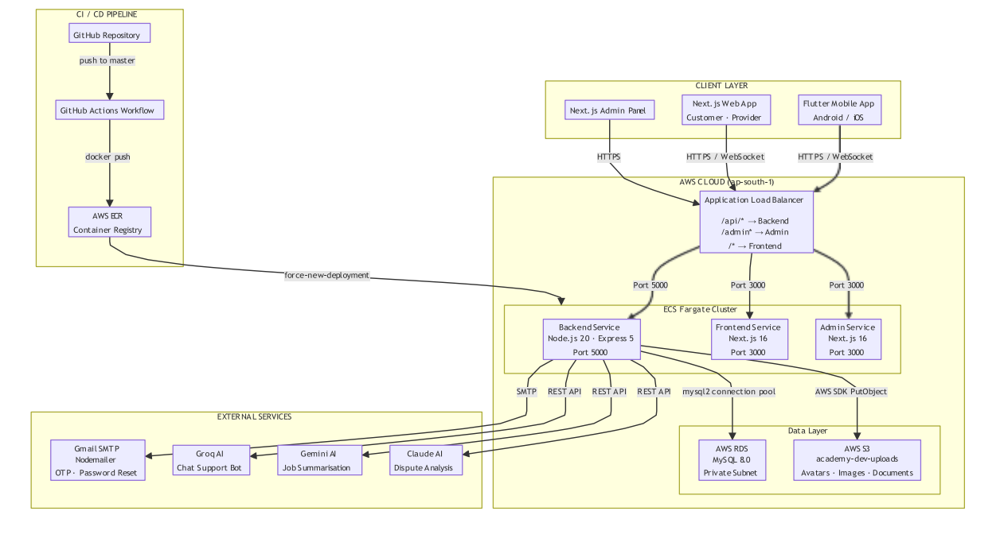 CI / CD PIPELINE
GitHub Repository
push to master
GitHub Actions Workflow
docker push
AWS ECR
Container Registry
force-new-deployment
CLIENT LAYER
Next.js Admin Panel
Next.js Web App
Customer · Provider
Flutter Mobile App
Android / iOS
HTTPS
HTTPS / WebSocket
HTTPS / WebSocket
AWS CLOUD (ap-south-1)
Application Load Balancer
/api/* → Backend
/admin* → Admin
/* → Frontend
Port 5000
Port 3000
Port 3000
ECS Fargate Cluster
Backend Service
Node.js 20 · Express 5
Port 5000
Frontend Service
Next.js 16
Port 3000
Admin Service
Next.js 16
Port 3000
SMTP
REST API
REST API
REST API
mysql2 connection pool
AWS SDK PutObject
EXTERNAL SERVICES
Gmail SMTP
Nodemailer
OTP · Password Reset
Groq AI
Chat Support Bot
Gemini AI
Job Summarisation
Claude AI
Dispute Analysis
Data Layer
AWS RDS
MySQL 8.0
Private Subnet
AWS S3
academy-dev-uploads
Avatars · Images · Documents